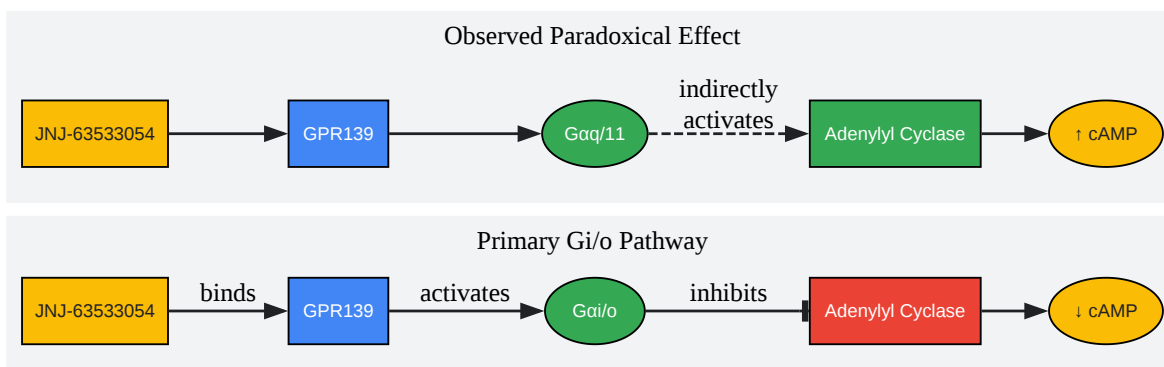 Observed Paradoxical Effect
indirectly
activates
JNJ-63533054
GPR139
Gαq/11
Adenylyl Cyclase
↑ cAMP
Primary Gi/o Pathway
binds
activates
inhibits
JNJ-63533054
GPR139
Gαi/o
Adenylyl Cyclase
↓ cAMP